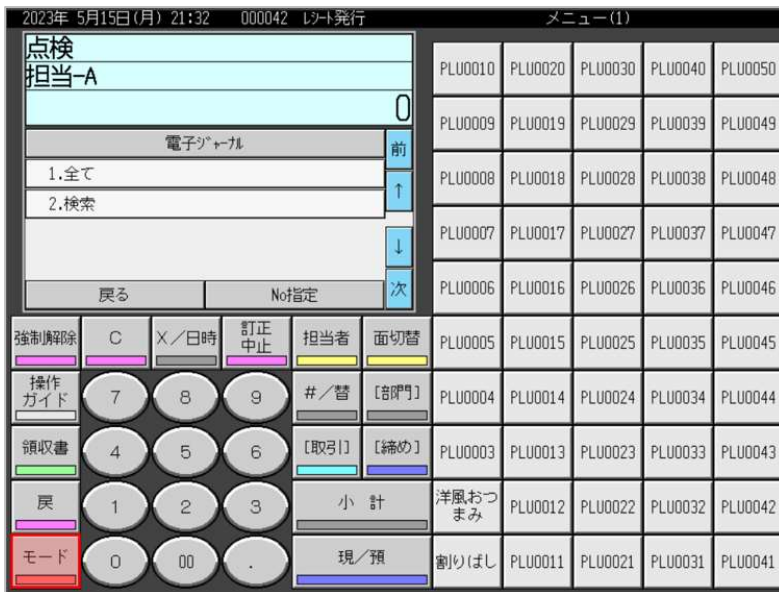 2023年 5月15日(月) 21:32 000042 レシート発行 メニュー(1)
点検
担当-A
0
電子ジャーナル
1.全て
2.検索
戻る No指定
前
↑
↓
次
強制解除 C X/日時 訂正中止 担当者 面切替
操作ガイド 7 8 9 #/替 [部門]
領収書 4 5 6 [取引] [締め]
戻 1 2 3 小 計
モード 0 00 . 現/預
PLU0010 PLU0020 PLU0030 PLU0040 PLU0050
PLU0009 PLU0019 PLU0029 PLU0039 PLU0049
PLU0008 PLU0018 PLU0028 PLU0038 PLU0048
PLU0007 PLU0017 PLU0027 PLU0037 PLU0047
PLU0006 PLU0016 PLU0026 PLU0036 PLU0046
PLU0005 PLU0015 PLU0025 PLU0035 PLU0045
PLU0004 PLU0014 PLU0024 PLU0034 PLU0044
PLU0003 PLU0013 PLU0023 PLU0033 PLU0043
洋風おつまみ PLU0012 PLU0022 PLU0032 PLU0042
割りばし PLU0011 PLU0021 PLU0031 PLU0041